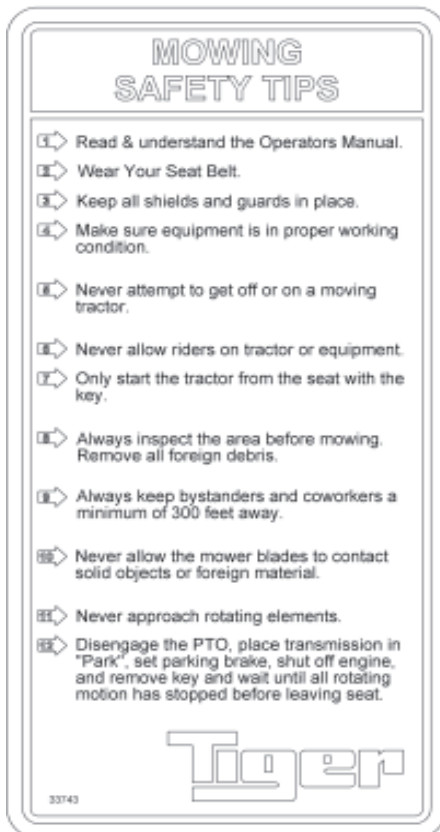 MOWING
SAFETY TIPS
1 Read & understand the Operators Manual.
2 Wear Your Seat Belt.
3 Keep all shields and guards in place.
4 Make sure equipment is in proper working
condition.
5 Never attempt to get off or on a moving
tractor.
6 Never allow riders on tractor or equipment.
7 Only start the tractor from the seat with the
key.
8 Always inspect the area before mowing.
Remove all foreign debris.
9 Always keep bystanders and coworkers a
minimum of 300 feet away.
10 Never allow the mower blades to contact
solid objects or foreign material.
11 Never approach rotating elements.
12 Disengage the PTO, place transmission in
"Park", set parking brake, shut off engine,
and remove key and wait until all rotating
motion has stopped before leaving seat.
Tiger
33743